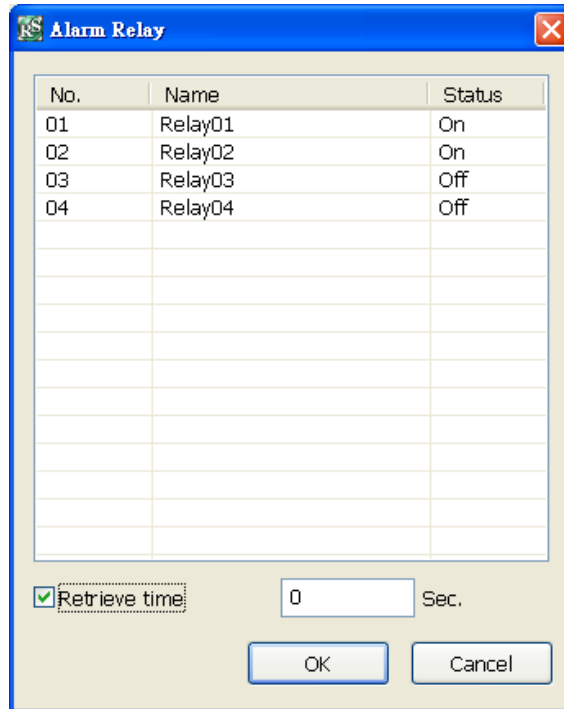 RS Alarm Relay
No. Name Status
01 Relay01 On
02 Relay02 On
03 Relay03 Off
04 Relay04 Off
Retrieve time 0 Sec.
OK Cancel